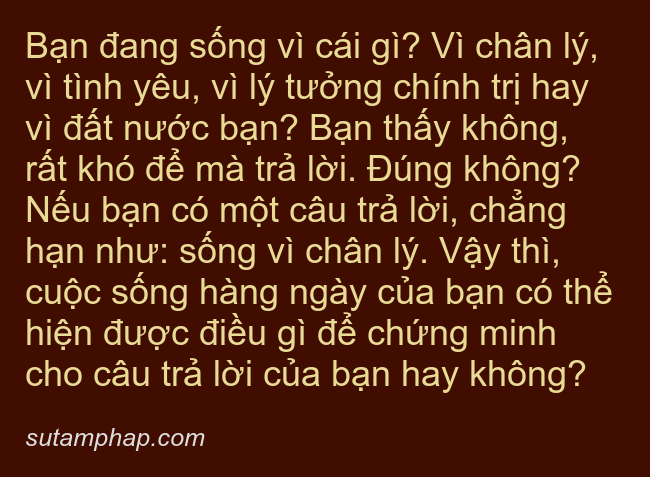 Bạn đang sống vì cái gì? Vì chân lý,
vì tình yêu, vì lý tưởng chính trị hay
vì đất nước bạn? Bạn thấy không,
rất khó để mà trả lời. Đúng không?
Nếu bạn có một câu trả lời, chẳng
hạn như: sống vì chân lý. Vậy thì,
cuộc sống hàng ngày của bạn có thể
hiện được điều gì để chứng minh
cho câu trả lời của bạn hay không?
sutamphap.com